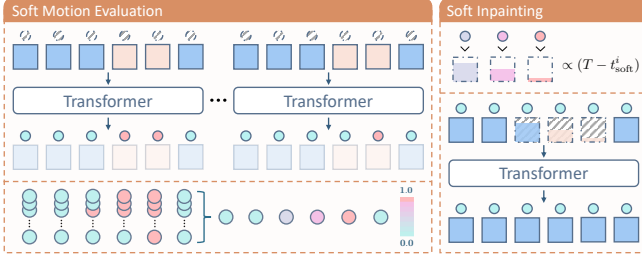 Soft Motion Evaluation
Transformer
...
Transformer
1.0
0.0
Soft Inpainting
∝ (T − t^i_soft)
Transformer